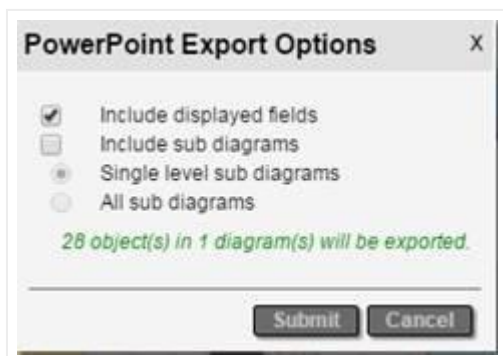 PowerPoint Export Options X
Include displayed fields
Include sub diagrams
Single level sub diagrams
All sub diagrams
28 object(s) in 1 diagram(s) will be exported.
Submit Cancel